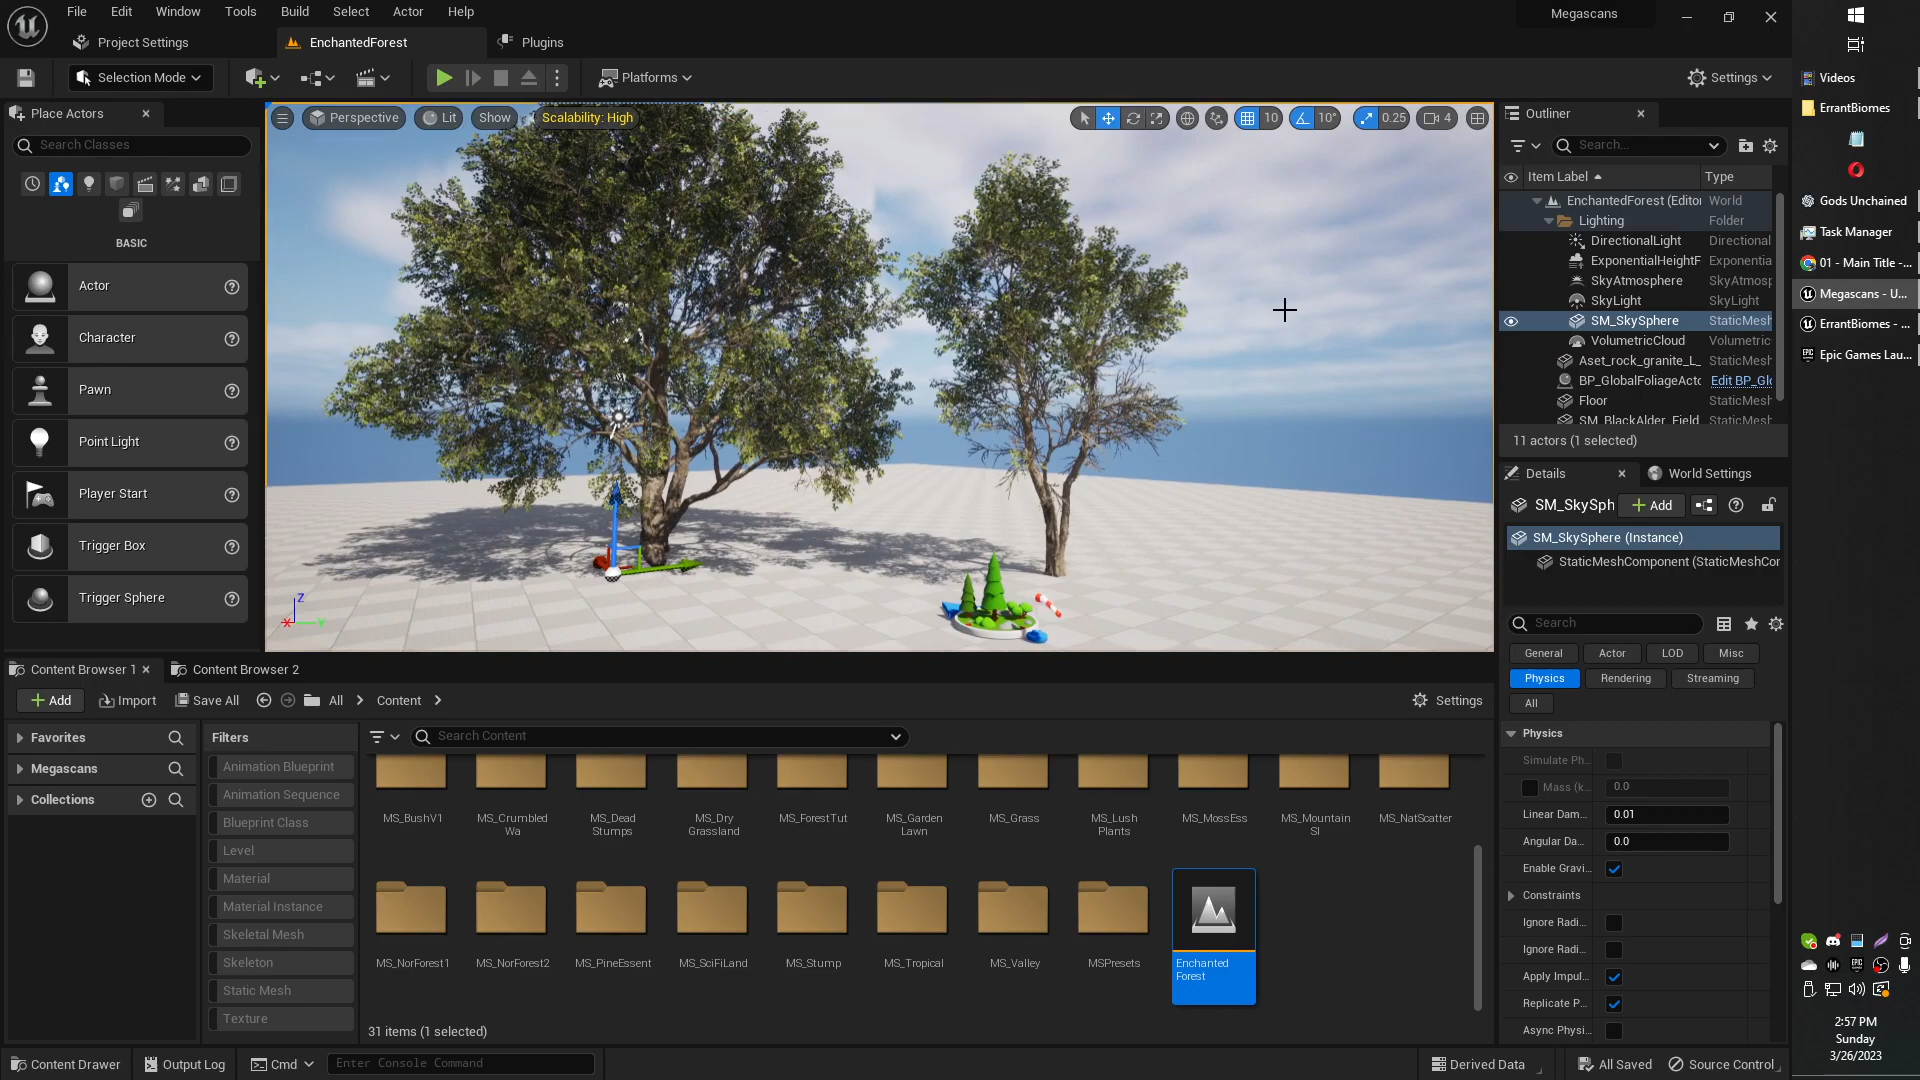 File Edit Window Tools Build Select Actor Help
Megascans
Project Settings
EnchantedForest
Plugins
Selection Mode
Platforms
Settings
Place Actors
Search Classes
BASIC
Actor
Character
Pawn
Point Light
Player Start
Trigger Box
Trigger Sphere
Perspective
Lit
Show
Scalability: High
10
10°
0.25
4
Z
X
Y
Outliner
Search...
Item Label
Type
EnchantedForest (Editor
World
Lighting
Folder
DirectionalLight
Directional
ExponentialHeightF
Exponentia
SkyAtmosphere
SkyAtmosp
SkyLight
SkyLight
SM_SkySphere
StaticMesh
VolumetricCloud
Volumetric
Aset_rock_granite_L_
StaticMesh
BP_GlobalFoliageActo
Edit BP_Glo
Floor
StaticMesh
SM_BlackAlder_Field
StaticMesh
11 actors (1 selected)
Details
World Settings
SM_SkySph
Add
SM_SkySphere (Instance)
StaticMeshComponent (StaticMeshCor
Search
General
Actor
LOD
Misc
Physics
Rendering
Streaming
All
Physics
Simulate Ph...
Mass (k...
0.0
Linear Dam...
0.01
Angular Da...
0.0
Enable Gravi...
Constraints
Ignore Radi...
Ignore Radi...
Apply Impul...
Replicate P...
Async Physi...
Content Browser 1
Content Browser 2
Add
Import
Save All
All
Content
Settings
Favorites
Megascans
Collections
Filters
Animation Blueprint
Animation Sequence
Blueprint Class
Level
Material
Material Instance
Skeletal Mesh
Skeleton
Static Mesh
Texture
Search Content
MS_BushV1
MS_Crumbled
Wa
MS_Dead
Stumps
MS_Dry
Grassland
MS_ForestTut
MS_Garden
Lawn
MS_Grass
MS_Lush
Plants
MS_MossEss
MS_Mountain
Sl
MS_NatScatter
MS_NorForest1
MS_NorForest2
MS_PineEssent
MS_SciFiLand
MS_Stump
MS_Tropical
MS_Valley
MSPresets
Enchanted
Forest
31 items (1 selected)
Content Drawer
Output Log
Cmd
Enter Console Command
Derived Data
All Saved
Source Control
Videos
ErrantBiomes
Gods Unchained
Task Manager
01 - Main Title -...
Megascans - U...
ErrantBiomes - ...
Epic Games Lau...
2:57 PM
Sunday
3/26/2023